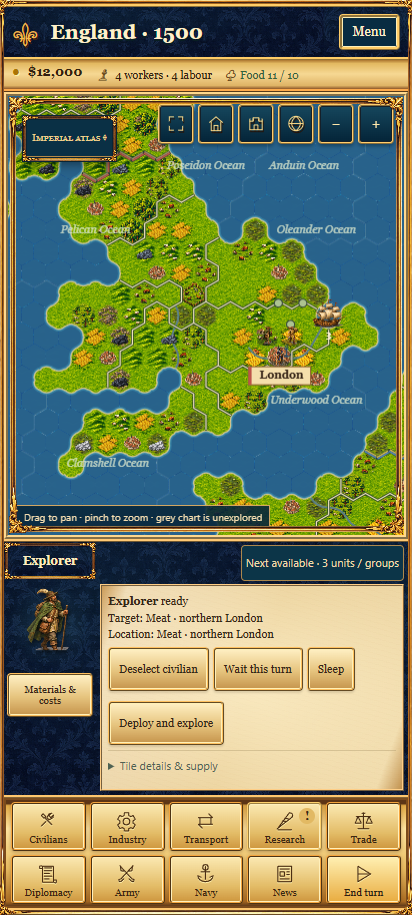 England · 1500
Menu
$12,000
4 workers · 4 labour
Food 11 / 10
Imperial atlas
−
+
Poseidon Ocean
Anduin Ocean
Pelican Ocean
Oleander Ocean
3
London
Underwood Ocean
Clamshell Ocean
Drag to pan · pinch to zoom · grey chart is unexplored
Explorer
Next available · 3 units / groups
Explorer ready
Target: Meat · northern London
Location: Meat · northern London
Deselect civilian
Wait this turn
Sleep
Materials &
costs
Deploy and explore
Tile details & supply
Civilians
Industry
Transport
!
Research
Trade
Diplomacy
Army
Navy
News
End turn